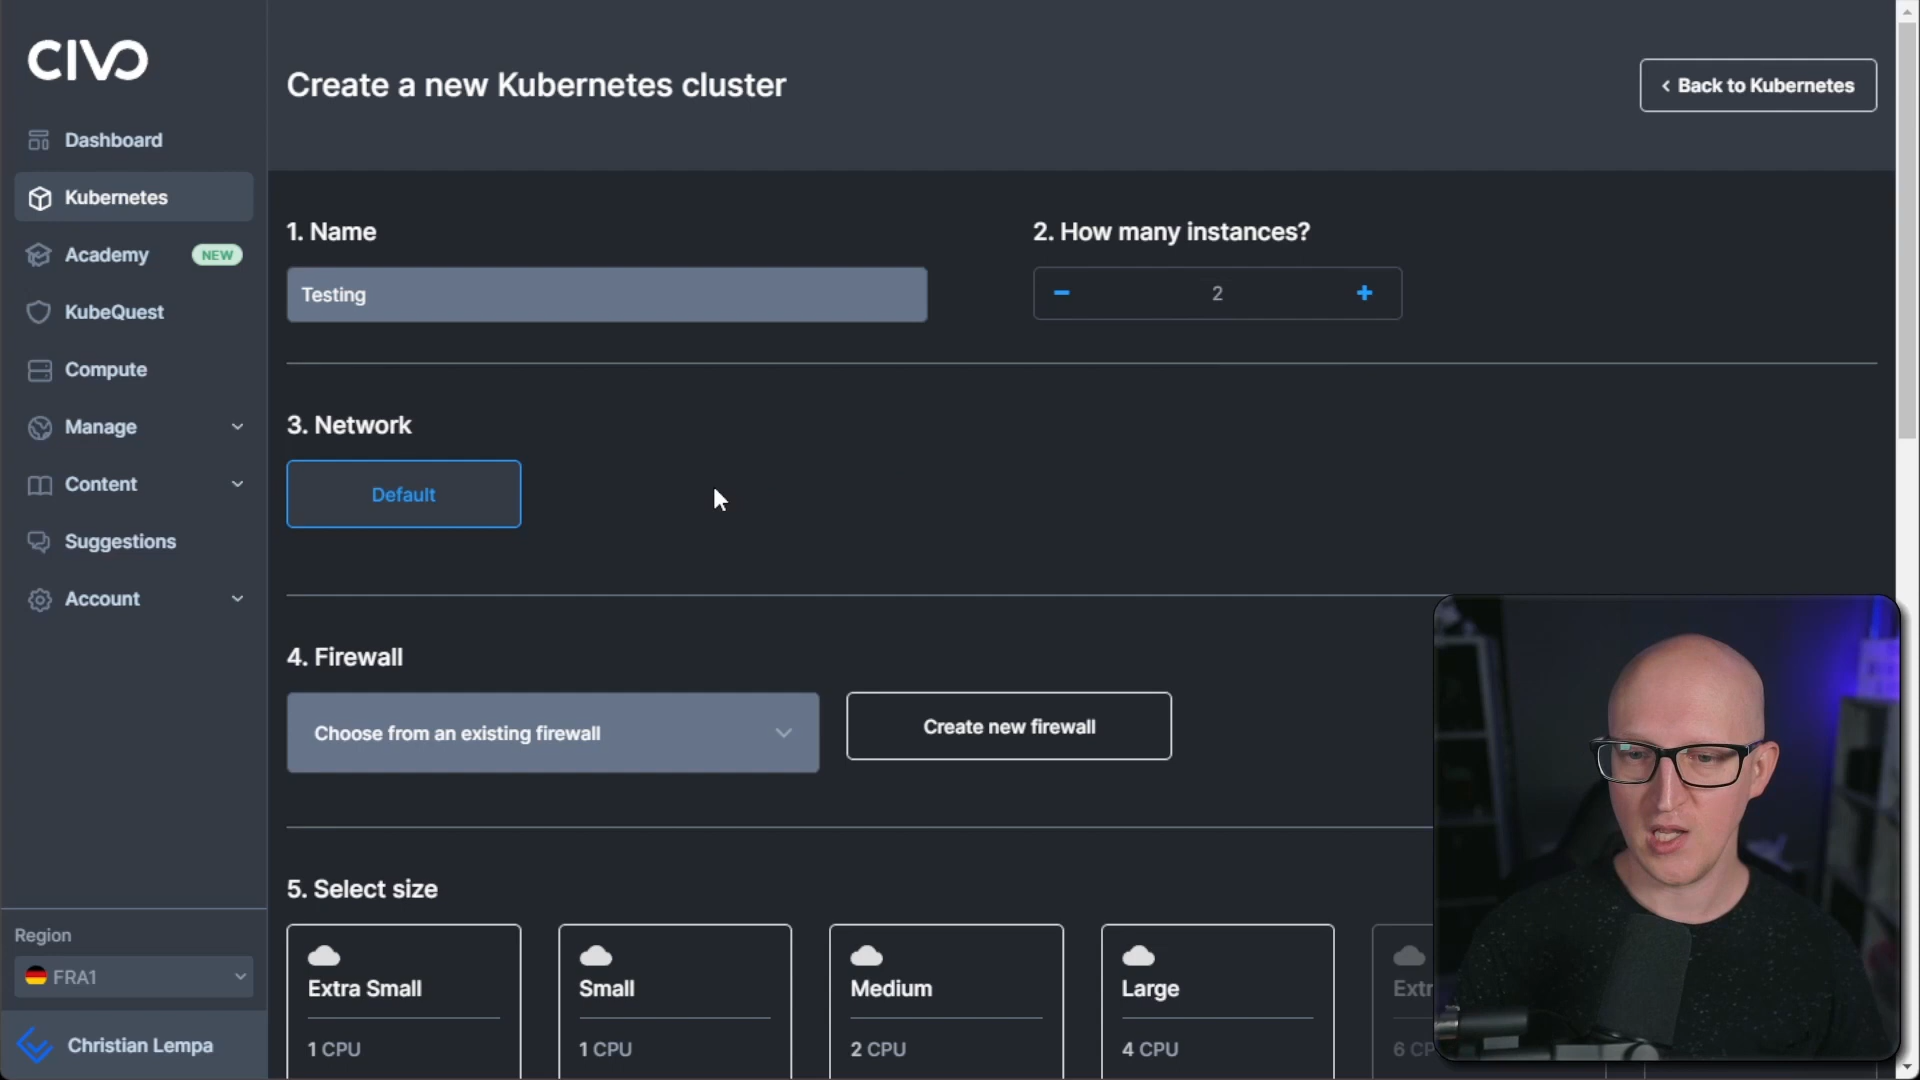 CIVO
Dashboard
Kubernetes
Academy NEW
KubeQuest
Compute
Manage
Content
Suggestions
Account
Region
FRA1
Christian Lempa
Create a new Kubernetes cluster
< Back to Kubernetes
1. Name
Testing
2. How many instances?
- 2 +
3. Network
Default
4. Firewall
Choose from an existing firewall
Create new firewall
5. Select size
Extra Small
1 CPU
Small
1 CPU
Medium
2 CPU
Large
4 CPU
Extr
6 CP